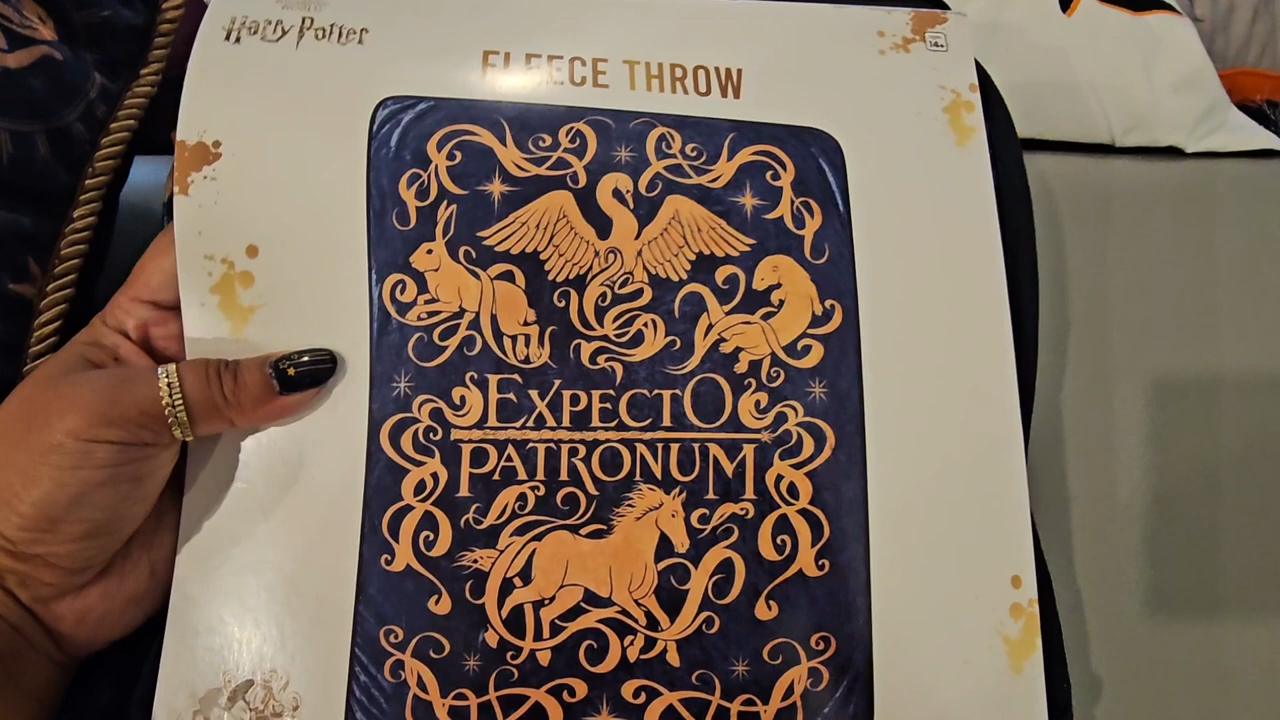 Harry Potter
FLEECE THROW
14+
EXPECTO
PATRONUM